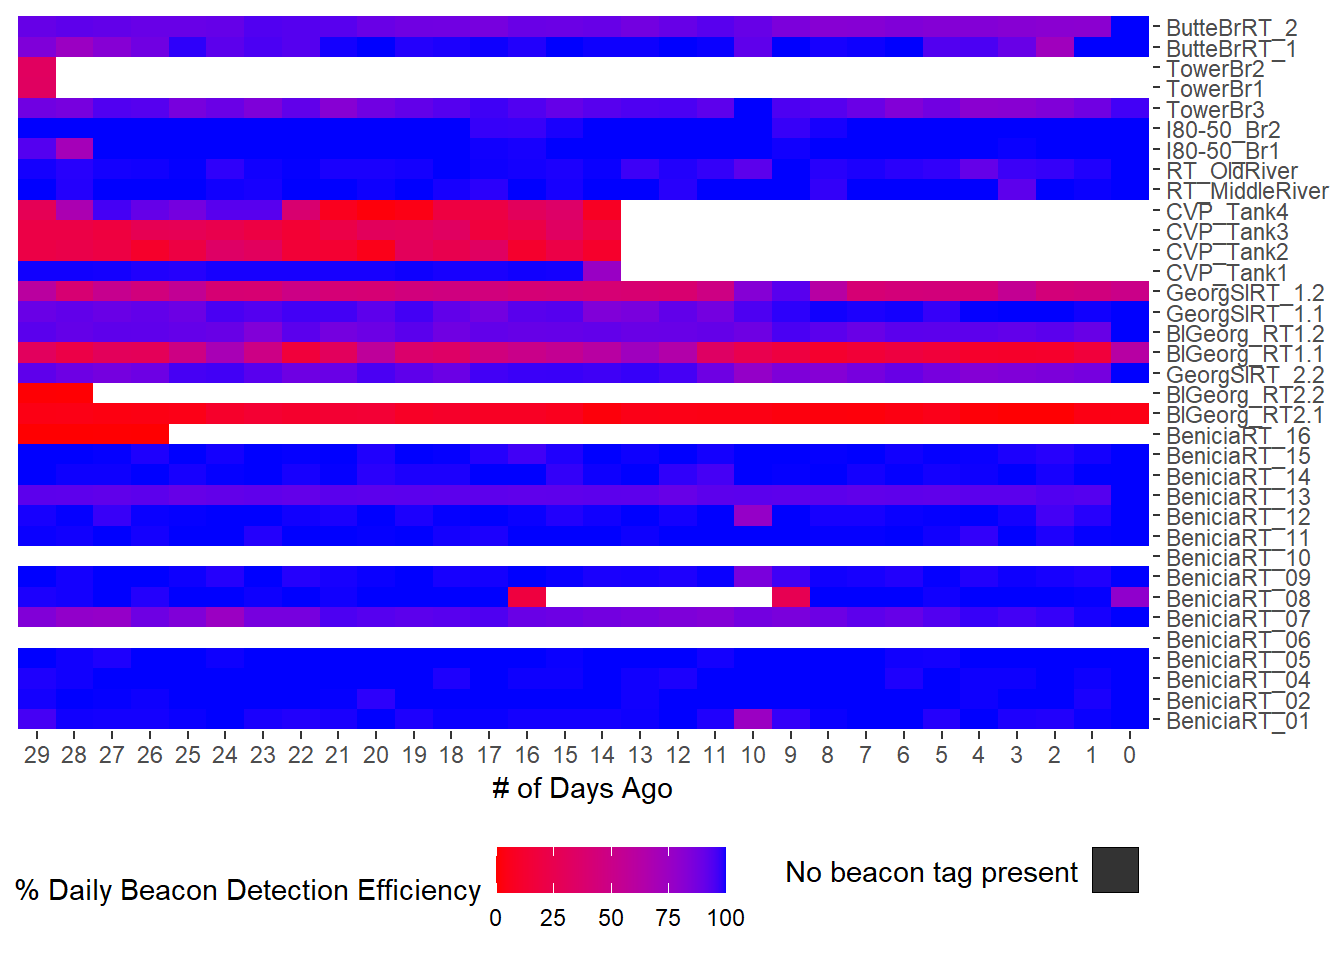 ButteBrRT_2
ButteBrRT_1
TowerBr2
TowerBr1
TowerBr3
I80-50_Br2
I80-50_Br1
RT_OldRiver
RT_MiddleRiver
CVP_Tank4
CVP_Tank3
CVP_Tank2
CVP_Tank1
GeorgSlRT_1.2
GeorgSlRT_1.1
BlGeorg_RT1.2
BlGeorg_RT1.1
GeorgSlRT_2.2
BlGeorg_RT2.2
BlGeorg_RT2.1
BeniciaRT_16
BeniciaRT_15
BeniciaRT_14
BeniciaRT_13
BeniciaRT_12
BeniciaRT_11
BeniciaRT_10
BeniciaRT_09
BeniciaRT_08
BeniciaRT_07
BeniciaRT_06
BeniciaRT_05
BeniciaRT_04
BeniciaRT_02
BeniciaRT_01
29 28 27 26 25 24 23 22 21 20 19 18 17 16 15 14 13 12 11 10 9 8 7 6 5 4 3 2 1 0
# of Days Ago
% Daily Beacon Detection Efficiency
0 25 50 75 100
No beacon tag present